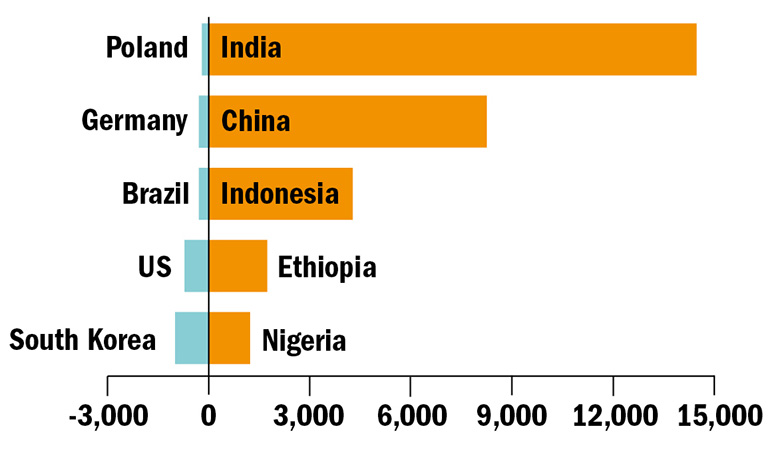 Poland India
Germany China
Brazil Indonesia
US Ethiopia
South Korea Nigeria
-3,000 0 3,000 6,000 9,000 12,000 15,000